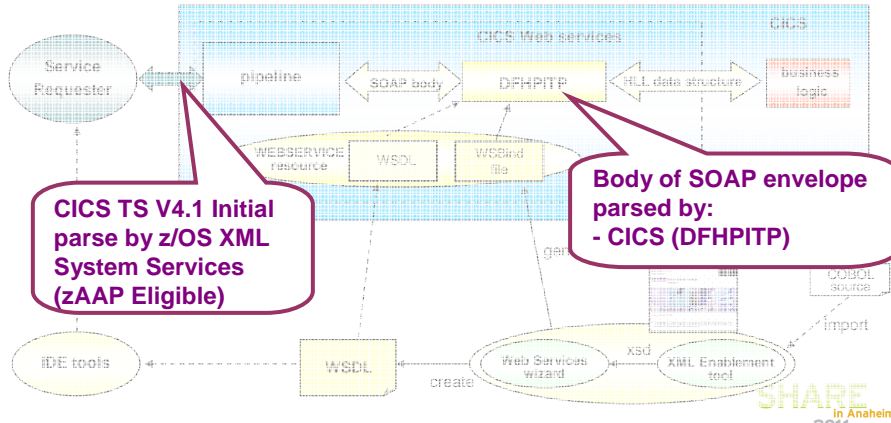 CICS
CICS Web services
Service
Requester
pipeline
SOAP body
DFHPITP
HLL data structure
business
logic
WEBSERVICE
resource
WSDL
WSBind
file
CICS TS V4.1 Initial
parse by z/OS XML
System Services
(zAAP Eligible)
Body of SOAP envelope
parsed by:
- CICS (DFHPITP)
COBOL
source
import
IDE tools
WSDL
create
Web Services
wizard
xsd
XML Enablement
tool
SHARE
in Anaheim